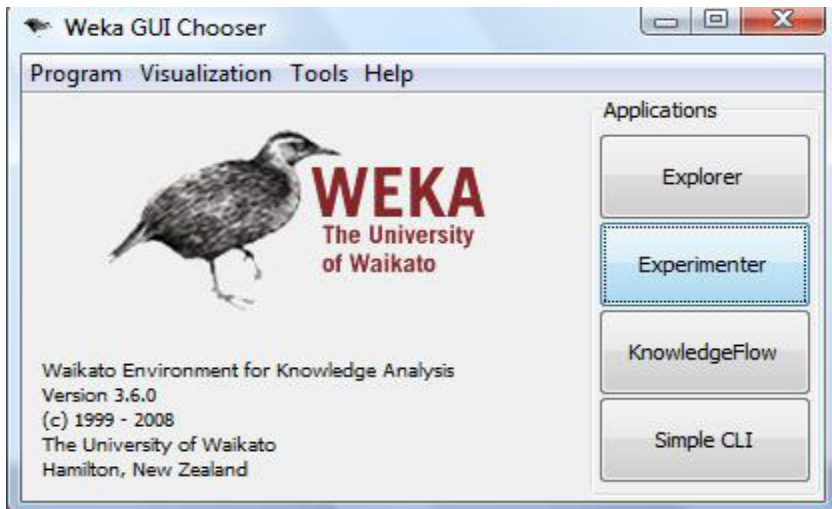 Weka GUI Chooser
Program Visualization Tools Help
WEKA
The University
of Waikato
Waikato Environment for Knowledge Analysis
Version 3.6.0
(c) 1999 - 2008
The University of Waikato
Hamilton, New Zealand
Applications
Explorer
Experimenter
KnowledgeFlow
Simple CLI